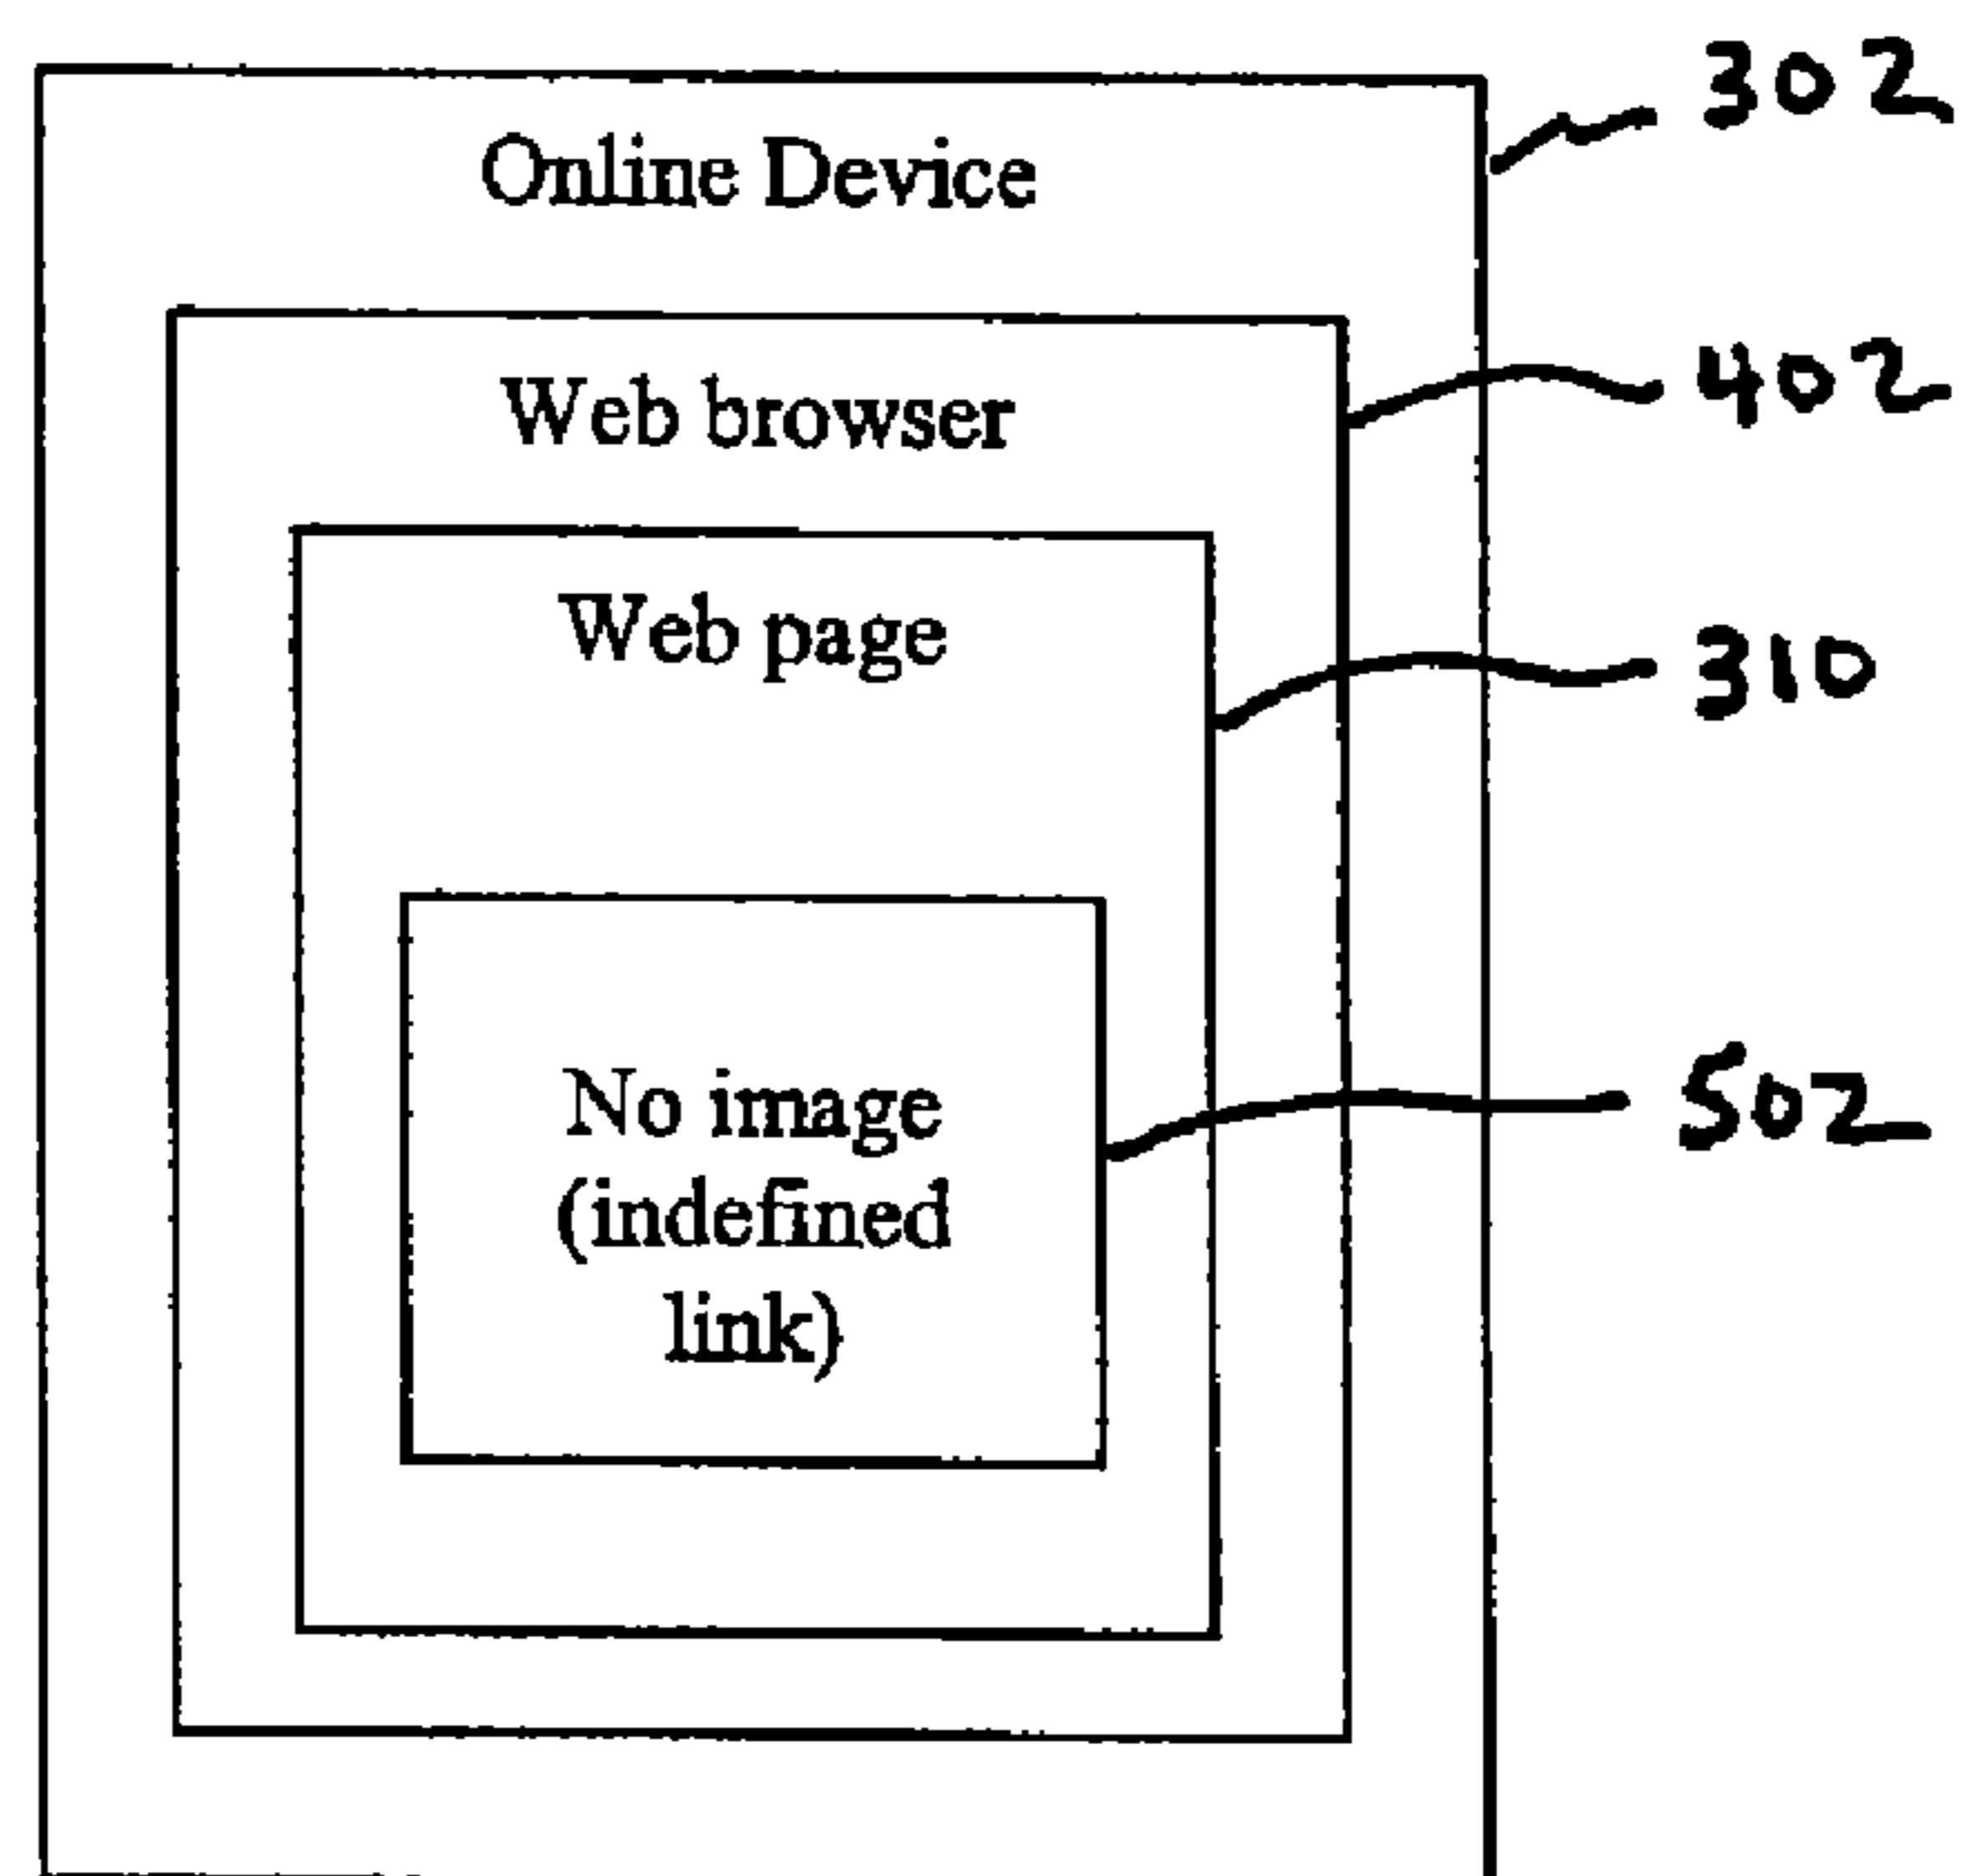 Online Device
302
Web browser
402
Web page
310
No image
(indefined
link)
502